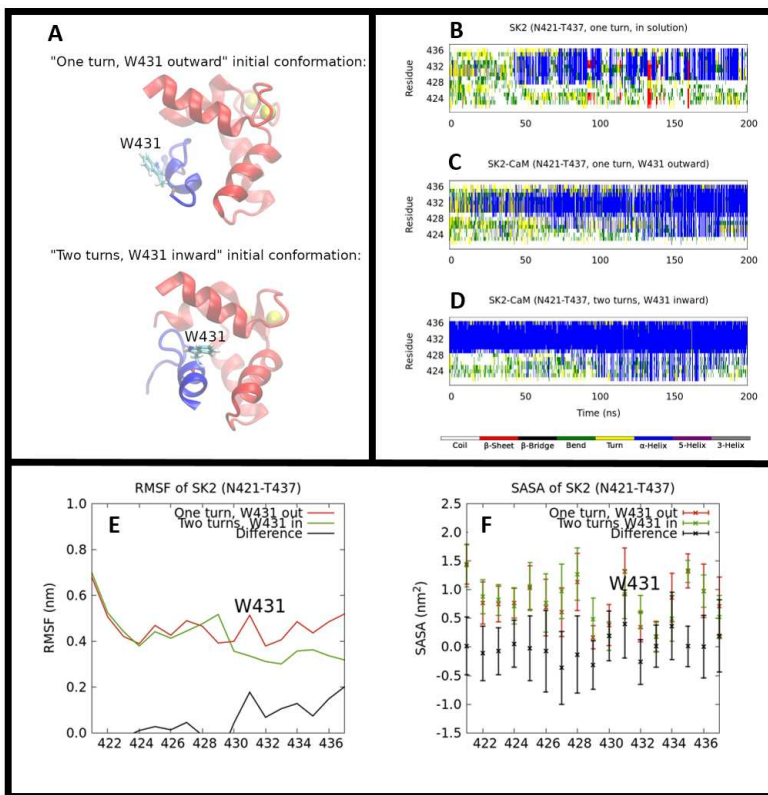 A
"One turn, W431 outward" initial conformation:
W431
"Two turns, W431 inward" initial conformation:
W431
B
SK2 (N421-T437, one turn, in solution)
Residue
436
432
428
424
0 50 100 150 200
C
SK2-CaM (N421-T437, one turn, W431 outward)
Residue
436
432
428
424
0 50 100 150 200
D
SK2-CaM (N421-T437, two turns, W431 inward)
Residue
436
432
428
424
0 50 100 150 200
Time (ns)
Coil β-Sheet β-Bridge Bend Turn α-Helix 5-Helix 3-Helix
RMSF of SK2 (N421-T437)
E
One turn, W431 out
Two turns, W431 in
Difference
W431
RMSF (nm)
1.0
0.8
0.6
0.4
0.2
0.0
422 424 426 428 430 432 434 436
SASA of SK2 (N421-T437)
F
One turn, W431 out
Two turns W431 in
Difference
W431
SASA (nm²)
2.5
2.0
1.5
1.0
0.5
0.0
-0.5
-1.0
-1.5
422 424 426 428 430 432 434 436